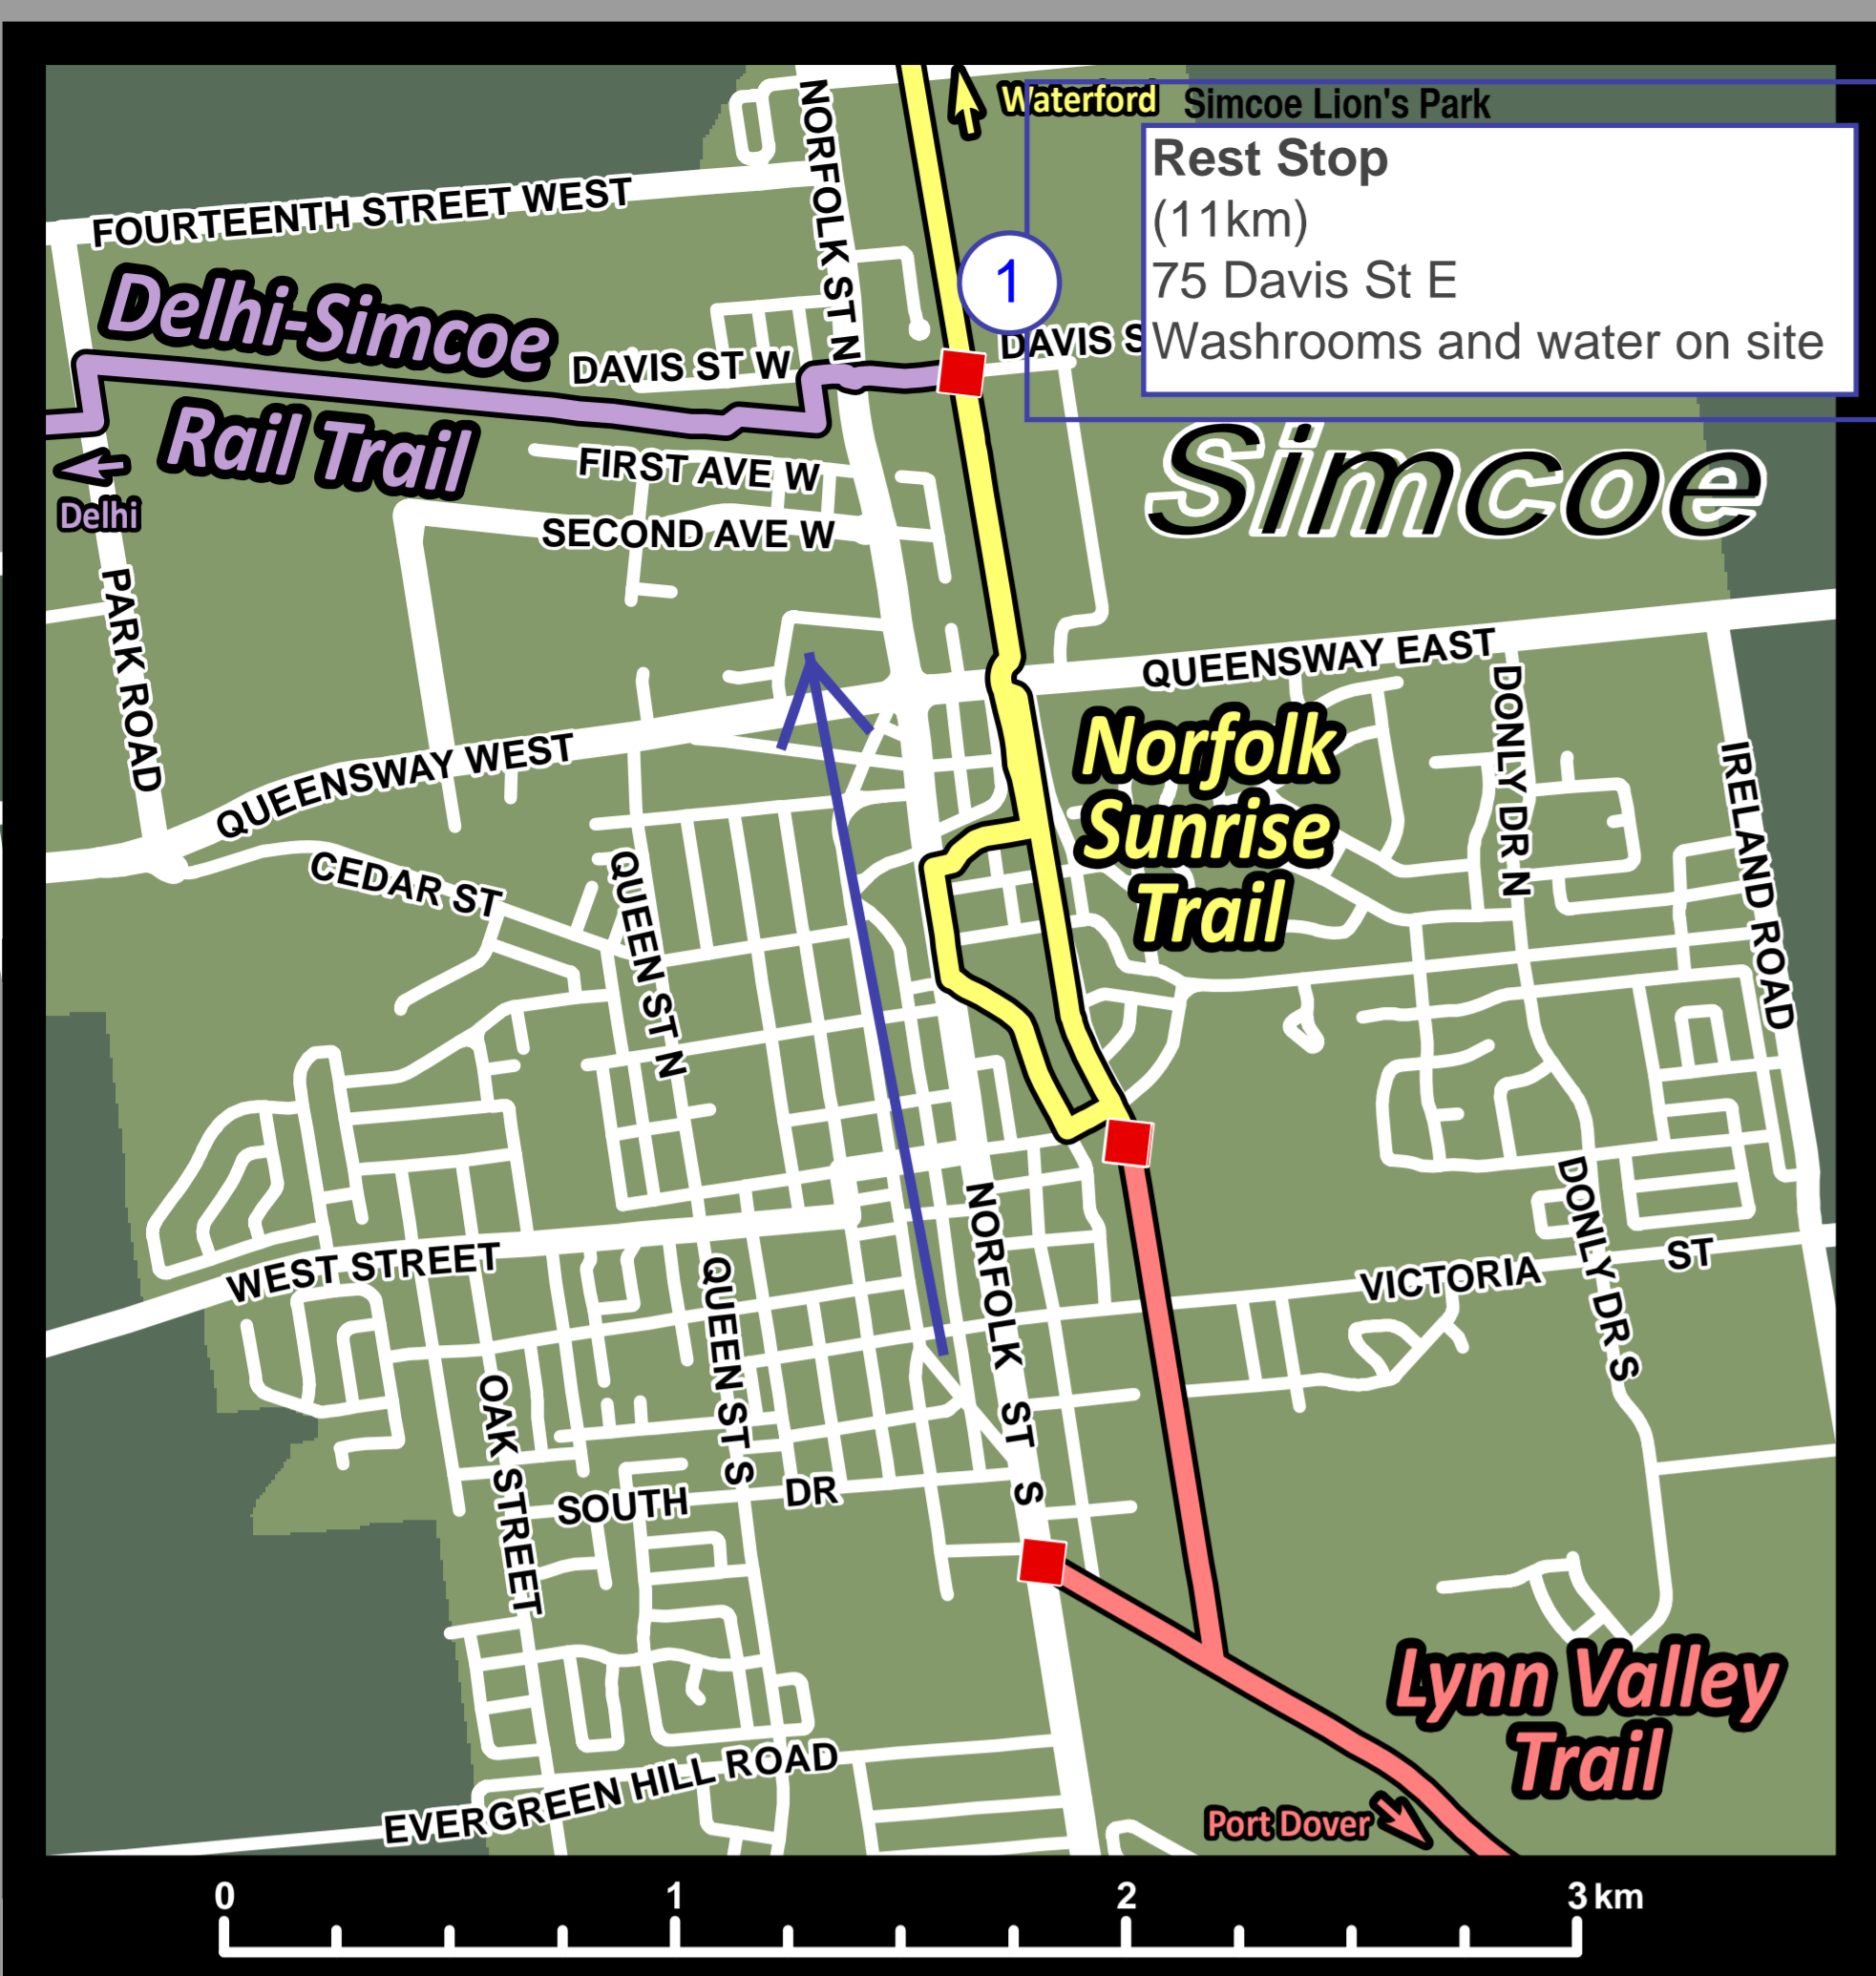 Waterford
Simcoe Lion's Park
Rest Stop
(11km)
75 Davis St E
Washrooms and water on site
1
NORFOLK ST N
FOURTEENTH STREET WEST
Delhi-Simcoe
Rail Trail
Delhi
DAVIS ST W
DAVIS S
FIRST AVE W
SECOND AVE W
Simcoe
PARK ROAD
QUEENSWAY EAST
QUEENSWAY WEST
Norfolk
Sunrise
Trail
DONLY DR N
IRELAND ROAD
CEDAR ST
QUEEN ST N
WEST STREET
NORFOLK ST S
VICTORIA ST
DONLY DR S
QUEEN ST S
OAK STREET
SOUTH DR
Lynn Valley
Trail
EVERGREEN HILL ROAD
Port Dover
0 1 2 3 km